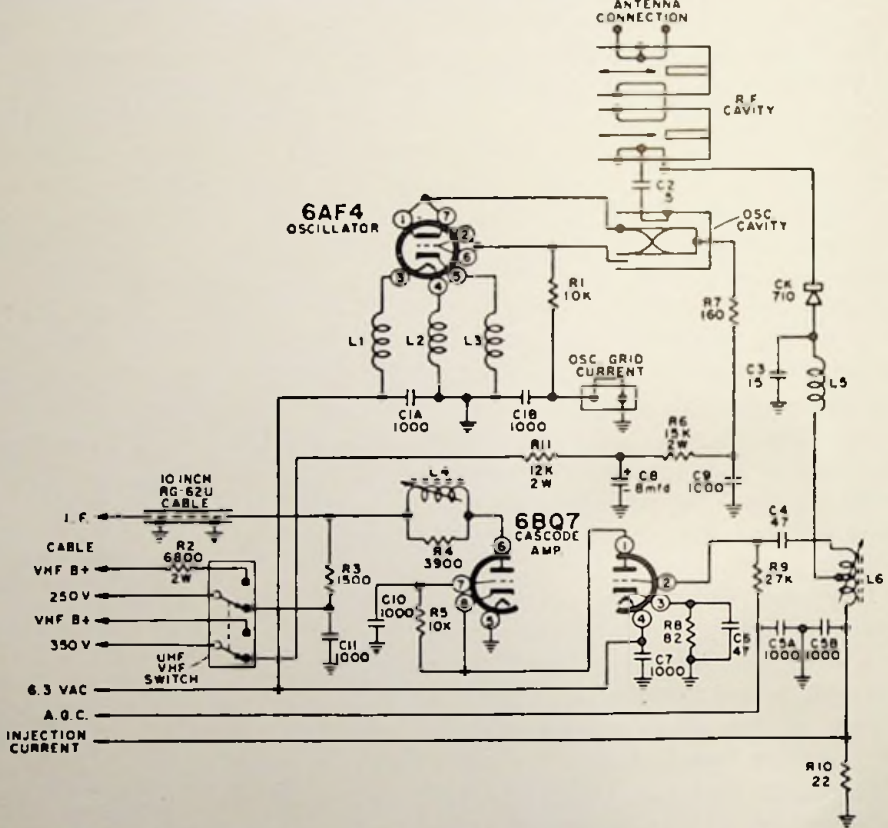 ANTENNA
CONNECTION
R F
CAVITY
C2
.5
6AF4
OSCILLATOR
1
7
2
6
3
4
5
OSC
CAVITY
R1
10K
R7
160
CK
710
L1
L2
L3
OSC. GRID
CURRENT
C3
15
L5
C1A
1000
C1B
1000
R11
12K
2W
R6
15K
2W
+
C8
8mfd
C9
1000
10 INCH
RG-62U
CABLE
L4
6BQ7
CASCODE
AMP.
I. F.
R4
3900
6
1
C4
47
CABLE
R2
6800
2W
VHF B+
R3
1500
7
8
5
2
3
4
R9
27K
L6
250 V
C10
1000
R5
10K
VHF B+
R8
82
C6
47
350 V
C11
1000
C7
1000
C5A
1000
C5B
1000
UHF
VHF
SWITCH
6.3 VAC
A.G.C.
INJECTION
CURRENT
R10
22